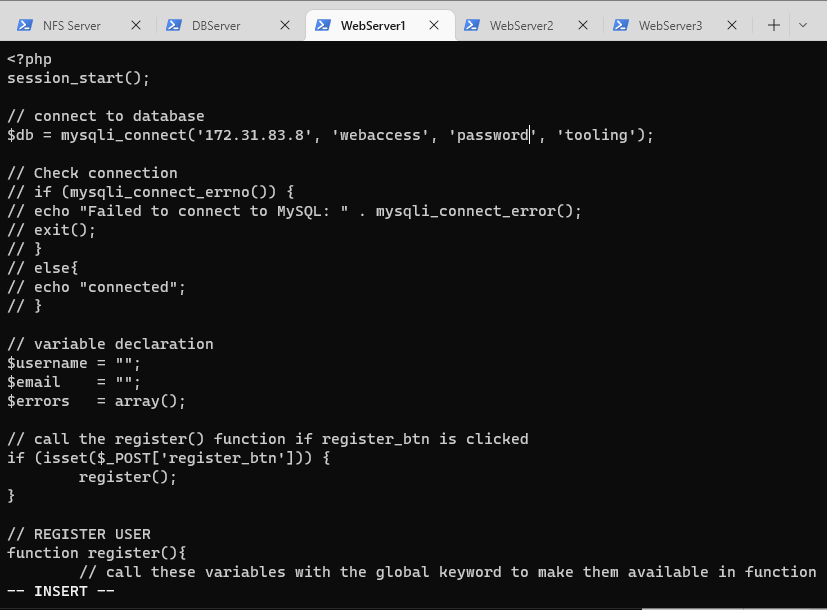 NFS Server DBServer WebServer1 WebServer2 WebServer3
<?php
session_start();
// connect to database
$db = mysqli_connect('172.31.83.8', 'webaccess', 'password', 'tooling');
// Check connection
// if (mysqli_connect_errno()) {
// echo "Failed to connect to MySQL: " . mysqli_connect_error();
// exit();
// }
// else{
// echo "connected";
// }
// variable declaration
$username = "";
$email    = "";
$errors   = array();
// call the register() function if register_btn is clicked
if (isset($_POST['register_btn'])) {
        register();
}
// REGISTER USER
function register(){
        // call these variables with the global keyword to make them available in function
-- INSERT --